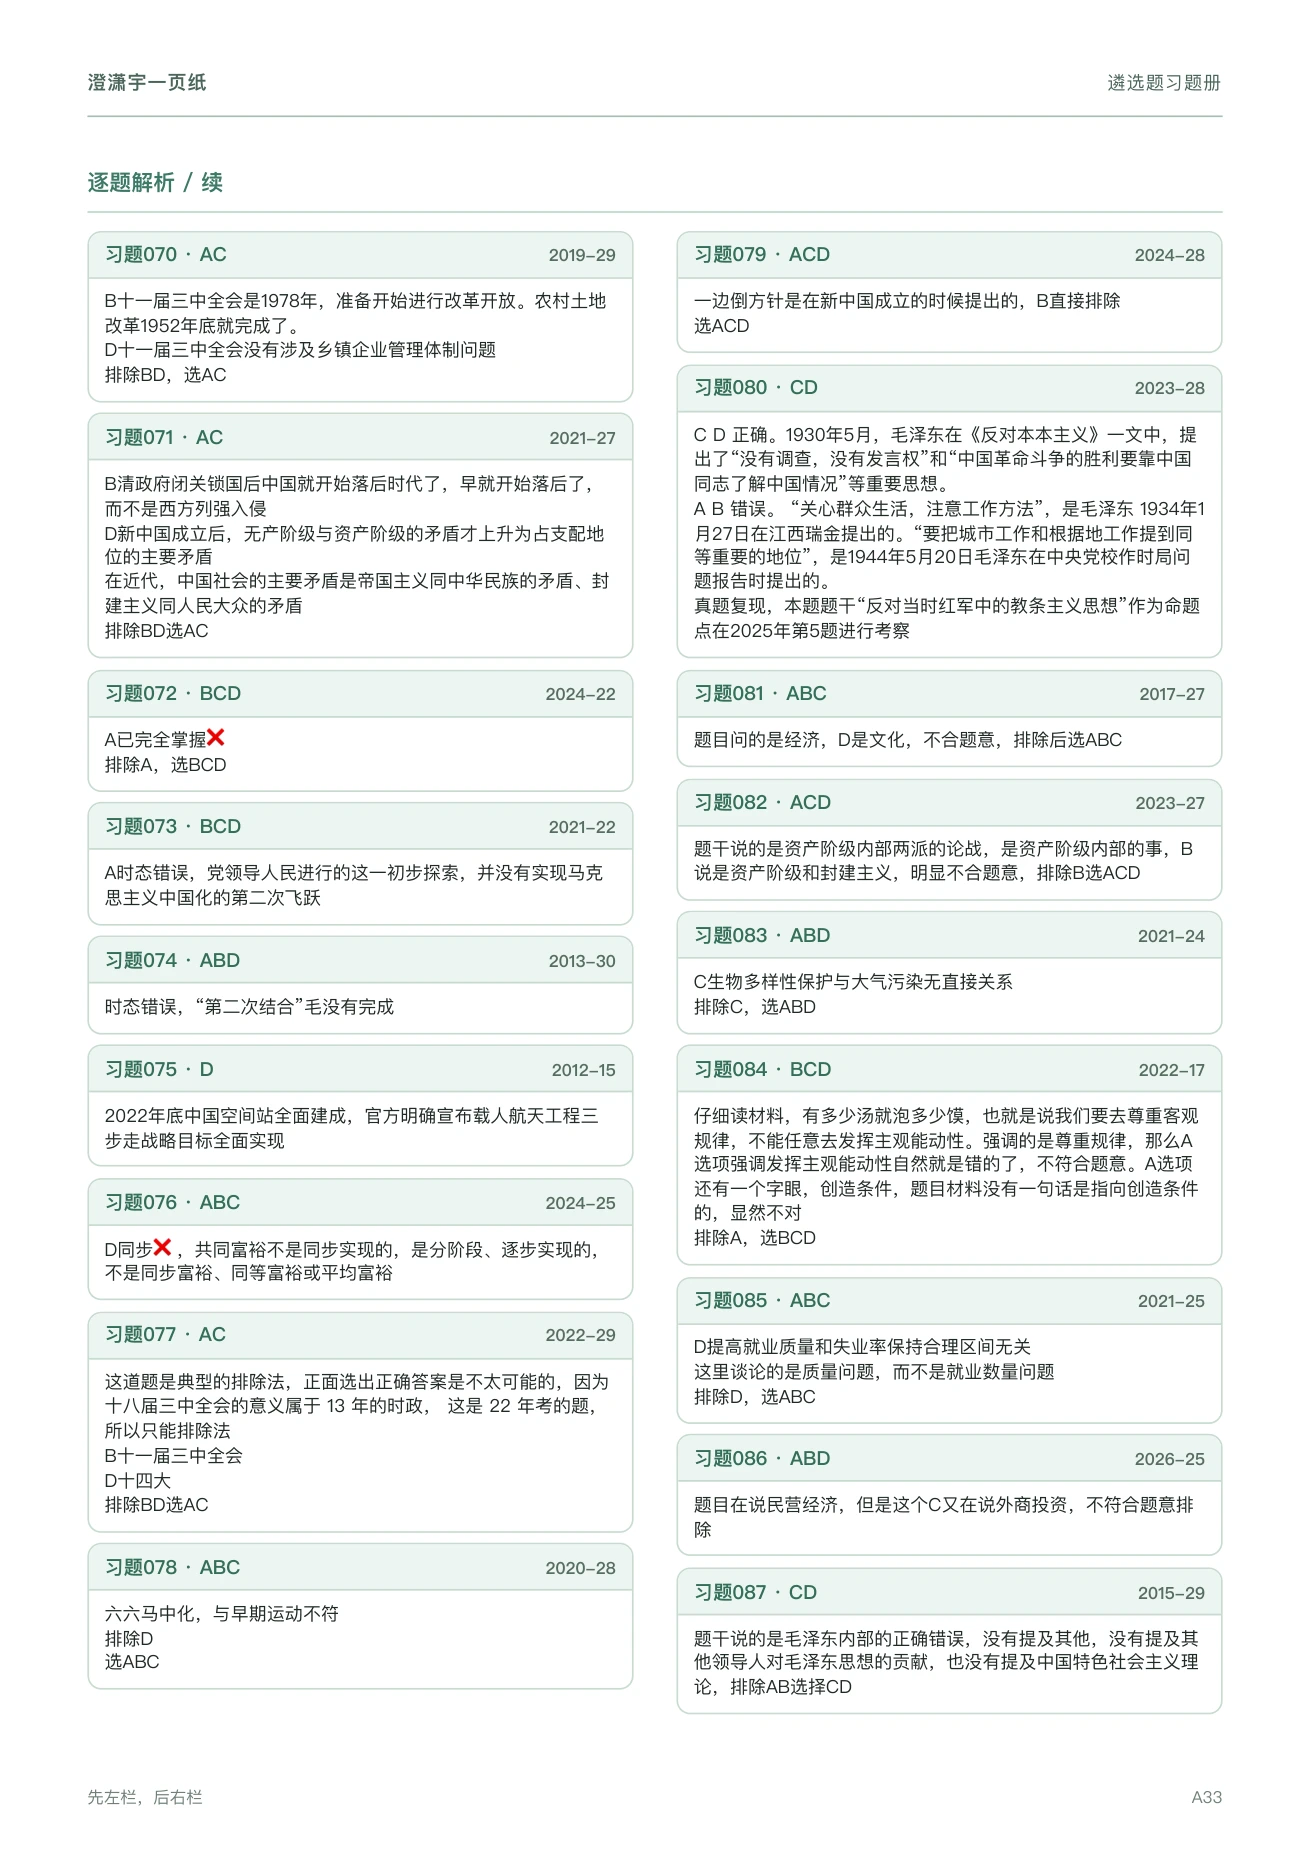 澄潇宇一页纸
遴选题习题册
逐题解析 / 续
习题070 · AC
2019–29
B十一届三中全会是1978年，准备开始进行改革开放。农村土地
改革1952年底就完成了。
D十一届三中全会没有涉及乡镇企业管理体制问题
排除BD，选AC
习题071 · AC
2021–27
B清政府闭关锁国后中国就开始落后时代了，早就开始落后了，
而不是西方列强入侵
D新中国成立后，无产阶级与资产阶级的矛盾才上升为占支配地
位的主要矛盾
在近代，中国社会的主要矛盾是帝国主义同中华民族的矛盾、封
建主义同人民大众的矛盾
排除BD选AC
习题072 · BCD
2024–22
A已完全掌握❌
排除A，选BCD
习题073 · BCD
2021–22
A时态错误，党领导人民进行的这一初步探索，并没有实现马克
思主义中国化的第二次飞跃
习题074 · ABD
2013–30
时态错误，“第二次结合”毛没有完成
习题075 · D
2012–15
2022年底中国空间站全面建成，官方明确宣布载人航天工程三
步走战略目标全面实现
习题076 · ABC
2024–25
D同步❌，共同富裕不是同步实现的，是分阶段、逐步实现的，
不是同步富裕、同等富裕或平均富裕
习题077 · AC
2022–29
这道题是典型的排除法，正面选出正确答案是不太可能的，因为
十八届三中全会的意义属于 13 年的时政， 这是 22 年考的题，
所以只能排除法
B十一届三中全会
D十四大
排除BD选AC
习题078 · ABC
2020–28
六六马中化，与早期运动不符
排除D
选ABC
习题079 · ACD
2024–28
一边倒方针是在新中国成立的时候提出的，B直接排除
选ACD
习题080 · CD
2023–28
C D 正确。1930年5月，毛泽东在《反对本本主义》一文中，提
出了“没有调查，没有发言权”和“中国革命斗争的胜利要靠中国
同志了解中国情况”等重要思想。
A B 错误。 “关心群众生活，注意工作方法”，是毛泽东 1934年1
月27日在江西瑞金提出的。“要把城市工作和根据地工作提到同
等重要的地位”，是1944年5月20日毛泽东在中央党校作时局问
题报告时提出的。
真题复现，本题题干“反对当时红军中的教条主义思想”作为命题
点在2025年第5题进行考察
习题081 · ABC
2017–27
题目问的是经济，D是文化，不合题意，排除后选ABC
习题082 · ACD
2023–27
题干说的是资产阶级内部两派的论战，是资产阶级内部的事，B
说是资产阶级和封建主义，明显不合题意，排除B选ACD
习题083 · ABD
2021–24
C生物多样性保护与大气污染无直接关系
排除C，选ABD
习题084 · BCD
2022–17
仔细读材料，有多少汤就泡多少馍，也就是说我们要去尊重客观
规律，不能任意去发挥主观能动性。强调的是尊重规律，那么A
选项强调发挥主观能动性自然就是错的了，不符合题意。A选项
还有一个字眼，创造条件，题目材料没有一句话是指向创造条件
的，显然不对
排除A，选BCD
习题085 · ABC
2021–25
D提高就业质量和失业率保持合理区间无关
这里谈论的是质量问题，而不是就业数量问题
排除D，选ABC
习题086 · ABD
2026–25
题目在说民营经济，但是这个C又在说外商投资，不符合题意排
除
习题087 · CD
2015–29
题干说的是毛泽东内部的正确错误，没有提及其他，没有提及其
他领导人对毛泽东思想的贡献，也没有提及中国特色社会主义理
论，排除AB选择CD
先左栏，后右栏
A33